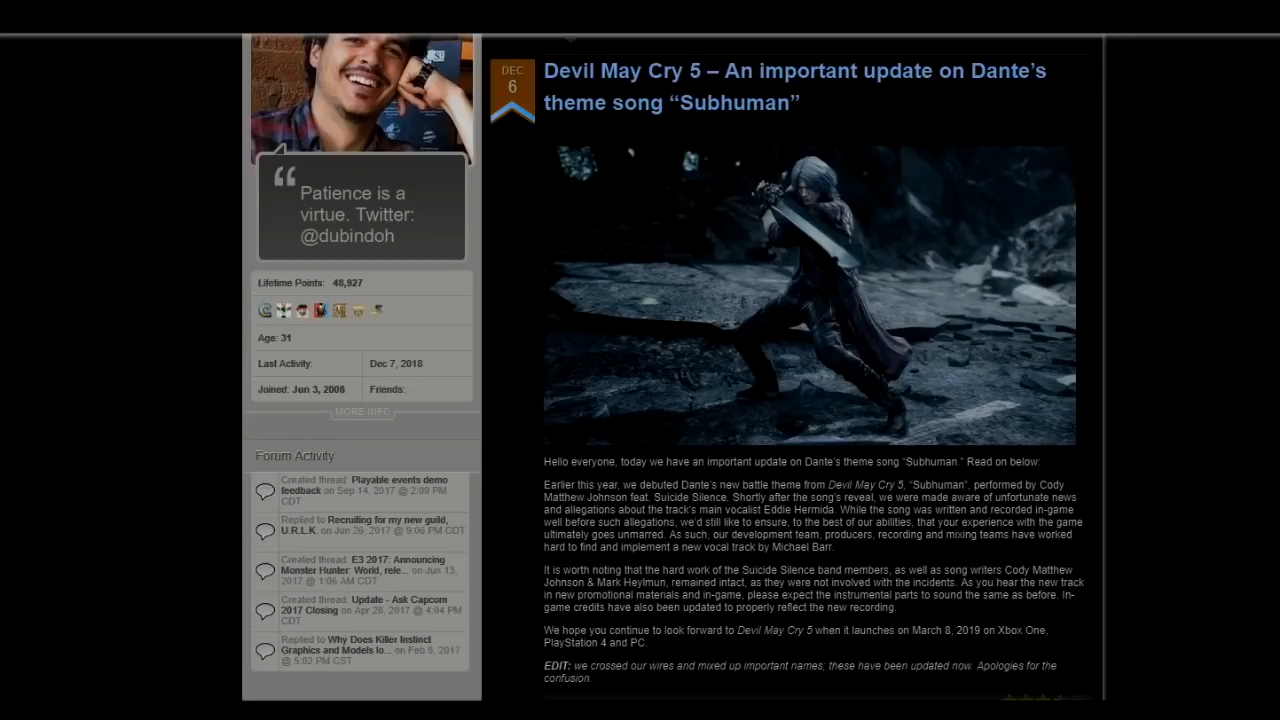 “ Patience is a
virtue. Twitter:
@dubindoh
Lifetime Points: 48,927
Age: 31
Last Activity: Dec 7, 2018
Joined: Jun 3, 2008 Friends:
MORE INFO
Forum Activity
Created thread: Playable events demo
feedback on Sep 14, 2017 @ 2:09 PM
CDT
Replied to Recruiting for my new guild,
U.R.L.K. on Jun 26, 2017 @ 9:06 PM CDT
Created thread: E3 2017: Announcing
Monster Hunter: World, rele... on Jun 13,
2017 @ 1:06 AM CDT
Created thread: Update - Ask Capcom
2017 Closing on Apr 28, 2017 @ 4:04 PM
CDT
Replied to Why Does Killer Instinct
Graphics and Models lo... on Feb 8, 2017
@ 5:02 PM CST
DEC
6
Devil May Cry 5 – An important update on Dante’s
theme song “Subhuman”
Hello everyone, today we have an important update on Dante’s theme song “Subhuman.” Read on below:
Earlier this year, we debuted Dante’s new battle theme from Devil May Cry 5, “Subhuman”, performed by Cody
Matthew Johnson feat. Suicide Silence. Shortly after the song’s reveal, we were made aware of unfortunate news
and allegations about the track’s main vocalist Eddie Hermida. While the song was written and recorded in-game
well before such allegations, we’d still like to ensure, to the best of our abilities, that your experience with the game
ultimately goes unmarred. As such, our development team, producers, recording and mixing teams have worked
hard to find and implement a new vocal track by Michael Barr.
It is worth noting that the hard work of the Suicide Silence band members, as well as song writers Cody Matthew
Johnson & Mark Heylmun, remained intact, as they were not involved with the incidents. As you hear the new track
in new promotional materials and in-game, please expect the instrumental parts to sound the same as before. In-
game credits have also been updated to properly reflect the new recording.
We hope you continue to look forward to Devil May Cry 5 when it launches on March 8, 2019 on Xbox One,
PlayStation 4 and PC.
EDIT: we crossed our wires and mixed up important names; these have been updated now. Apologies for the
confusion.